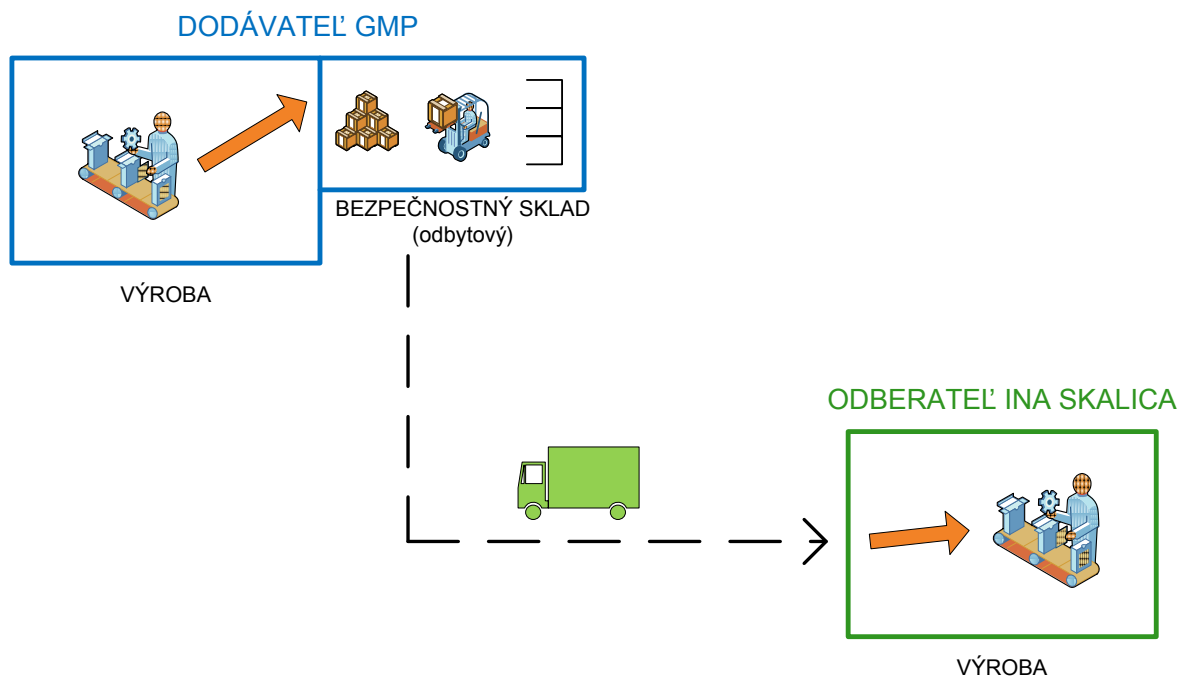 DODÁVATEĽ GMP
BEZPEČNOSTNÝ SKLAD
(odbytový)
VÝROBA
ODBERATEĽ INA SKALICA
VÝROBA